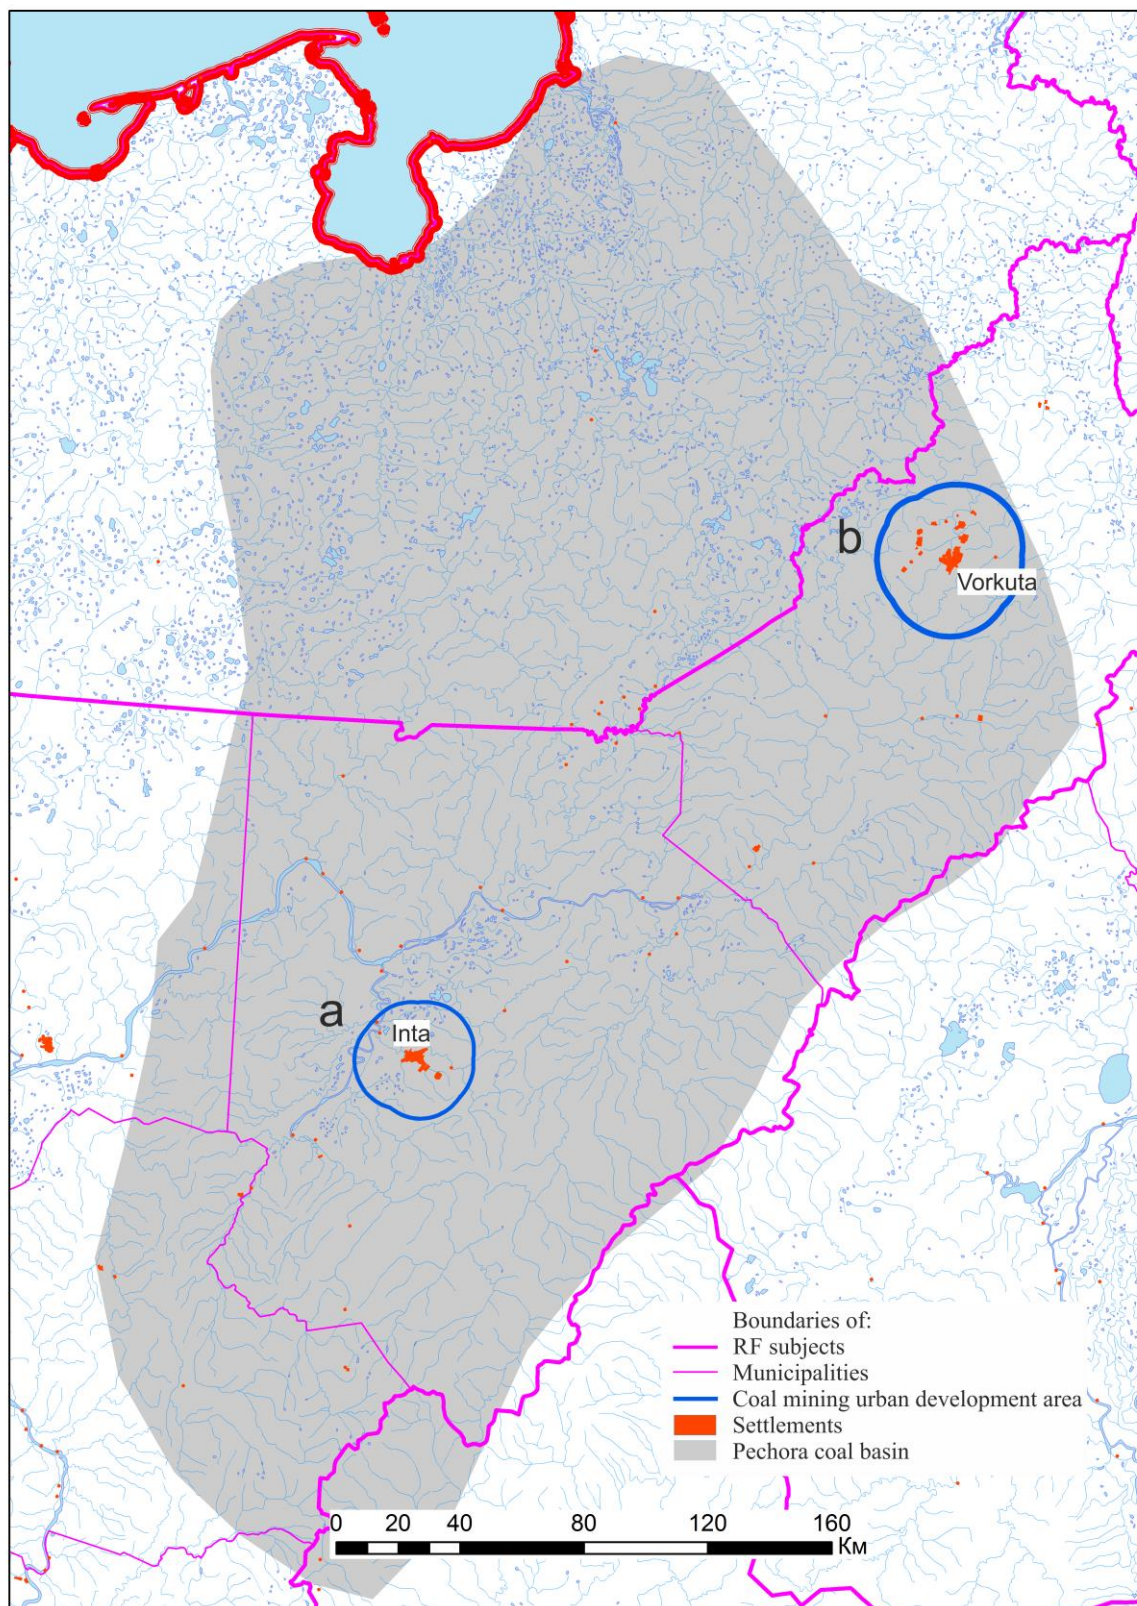 b
Vorkuta
a
Inta
Boundaries of:
RF subjects
Municipalities
Coal mining urban development area
Settlements
Pechora coal basin
0 20 40 80 120 160
Км